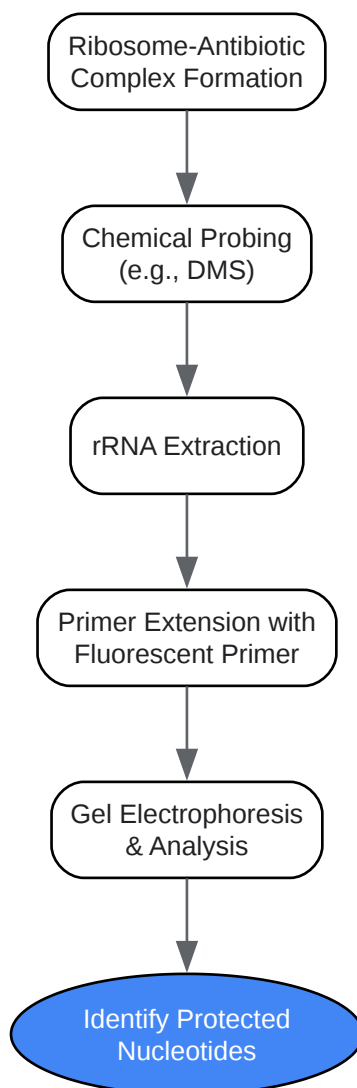 Ribosome-Antibiotic
Complex Formation
Chemical Probing
(e.g., DMS)
rRNA Extraction
Primer Extension with
Fluorescent Primer
Gel Electrophoresis
& Analysis
Identify Protected
Nucleotides